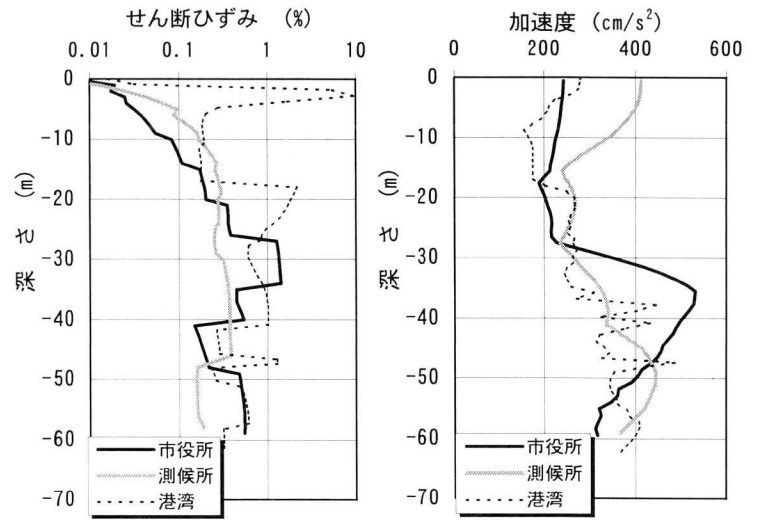 せん断ひずみ (%)
0.01 0.1 1 10
0
-10
-20
-30
-40
-50
-60
-70
深さ (m)
市役所
測候所
港湾
加速度 (cm/s²)
0 200 400 600
0
-10
-20
-30
-40
-50
-60
-70
深さ (m)
市役所
測候所
港湾